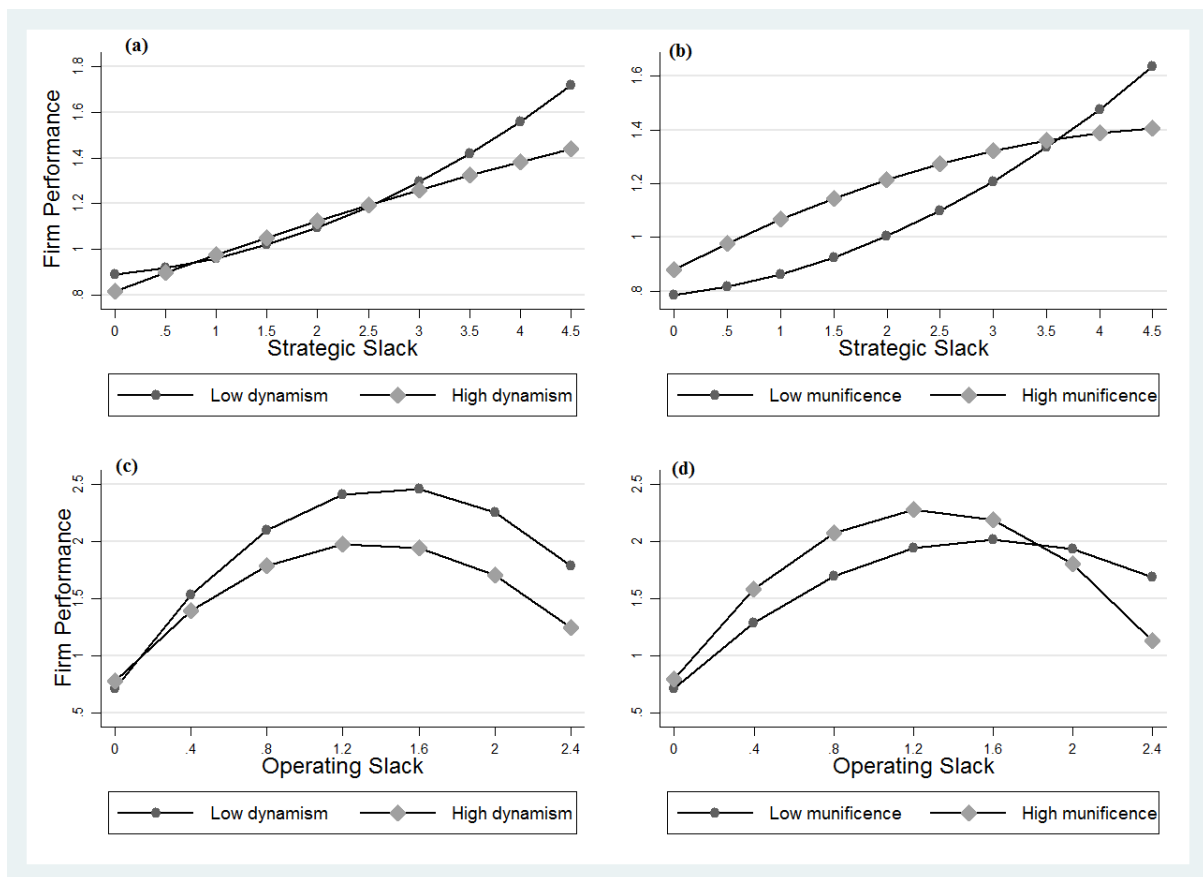 (a)
Firm Performance
1.8
1.6
1.4
1.2
1
.8
0 .5 1 1.5 2 2.5 3 3.5 4 4.5
Strategic Slack
Low dynamism High dynamism
(b)
1.6
1.4
1.2
1
.8
0 .5 1 1.5 2 2.5 3 3.5 4 4.5
Strategic Slack
Low munificence High munificence
(c)
Firm Performance
2.5
2
1.5
1
.5
0 .4 .8 1.2 1.6 2 2.4
Operating Slack
Low dynamism High dynamism
(d)
2.5
2
1.5
1
.5
0 .4 .8 1.2 1.6 2 2.4
Operating Slack
Low munificence High munificence